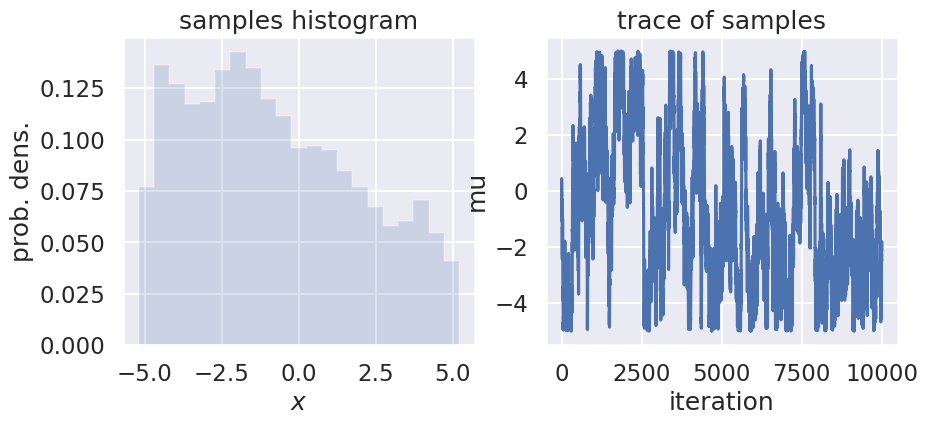 samples histogram
prob. dens.
0.125
0.100
0.075
0.050
0.025
0.000
−5.0 −2.5 0.0 2.5 5.0
x
trace of samples
mu
4
2
0
−2
−4
0 2500 5000 7500 10000
iteration